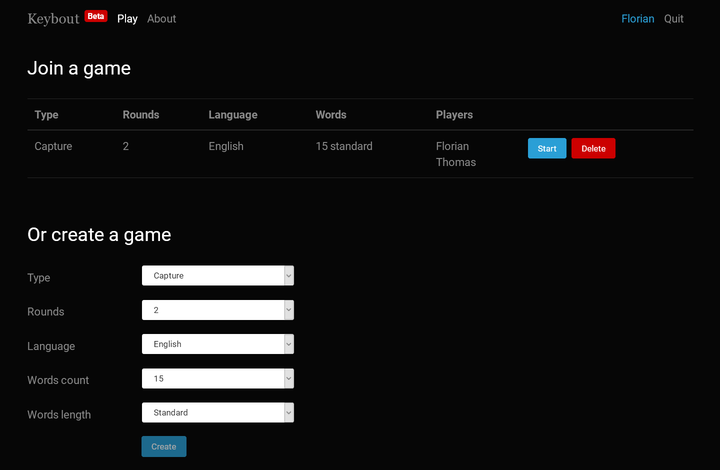 Keybout Beta Play About Florian Quit
Join a game
Type Rounds Language Words Players
Capture 2 English 15 standard Florian Start Delete
Thomas
Or create a game
Type Capture
Rounds 2
Language English
Words count 15
Words length Standard
Create